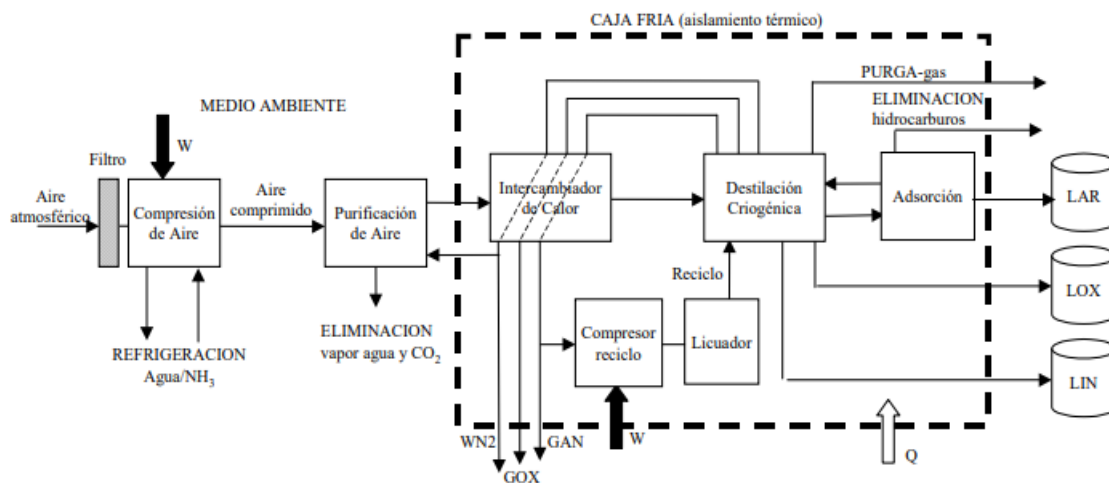 CAJA FRIA (aislamiento térmico)
PURGA-gas
MEDIO AMBIENTE
ELIMINACION
hidrocarburos
W
Filtro
Aire
atmosférico
Compresión
de Aire
Aire
comprimido
Purificación
de Aire
Intercambiador
de Calor
Destilación
Criogénica
Adsorción
LAR
Reciclo
LOX
ELIMINACION
vapor agua y CO2
Compresor
reciclo
Licuador
REFRIGERACION
Agua/NH3
LIN
WN2
GAN
W
GOX
Q